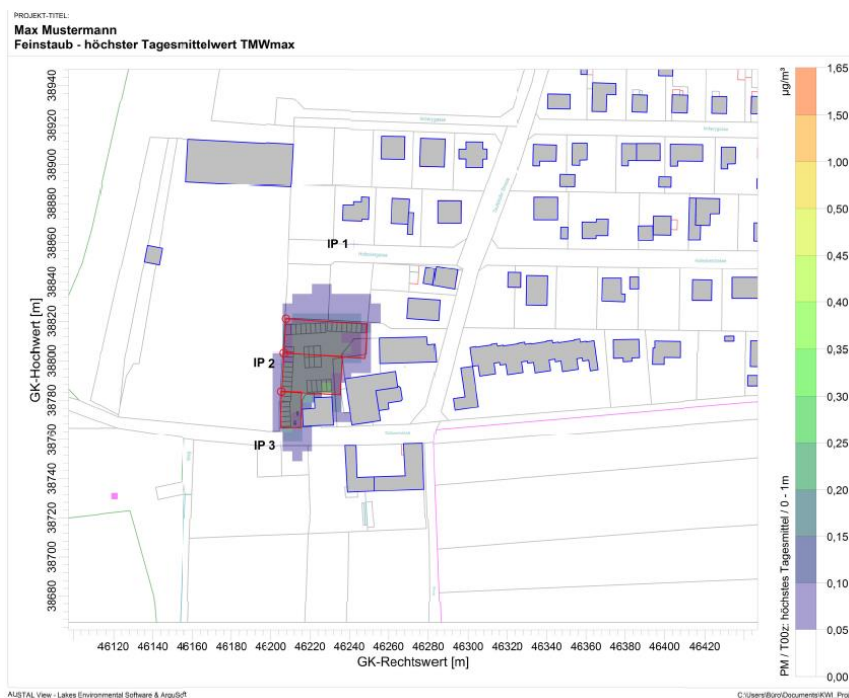 PROJEKT-TITEL:
Max Mustermann
Feinstaub - höchster Tagesmittelwert TMWmax
GK-Hochwert [m]
38940
38920
38900
38880
38860
38840
38820
38800
38780
38760
38740
38720
38700
38680
IP 1
IP 2
IP 3
46120 46140 46160 46180 46200 46220 46240 46260 46280 46300 46320 46340 46360 46380 46400 46420
GK-Rechtswert [m]
µg/m³
PM / T00z: höchstes Tagesmittel / 0 - 1m
1,65
1,50
1,00
0,50
0,45
0,40
0,35
0,30
0,25
0,20
0,15
0,10
0,05
0,00
AUSTAL View - Lakes Environmental Software & ArguSoft
C:\Users\Büro\Documents\KWI_Proj